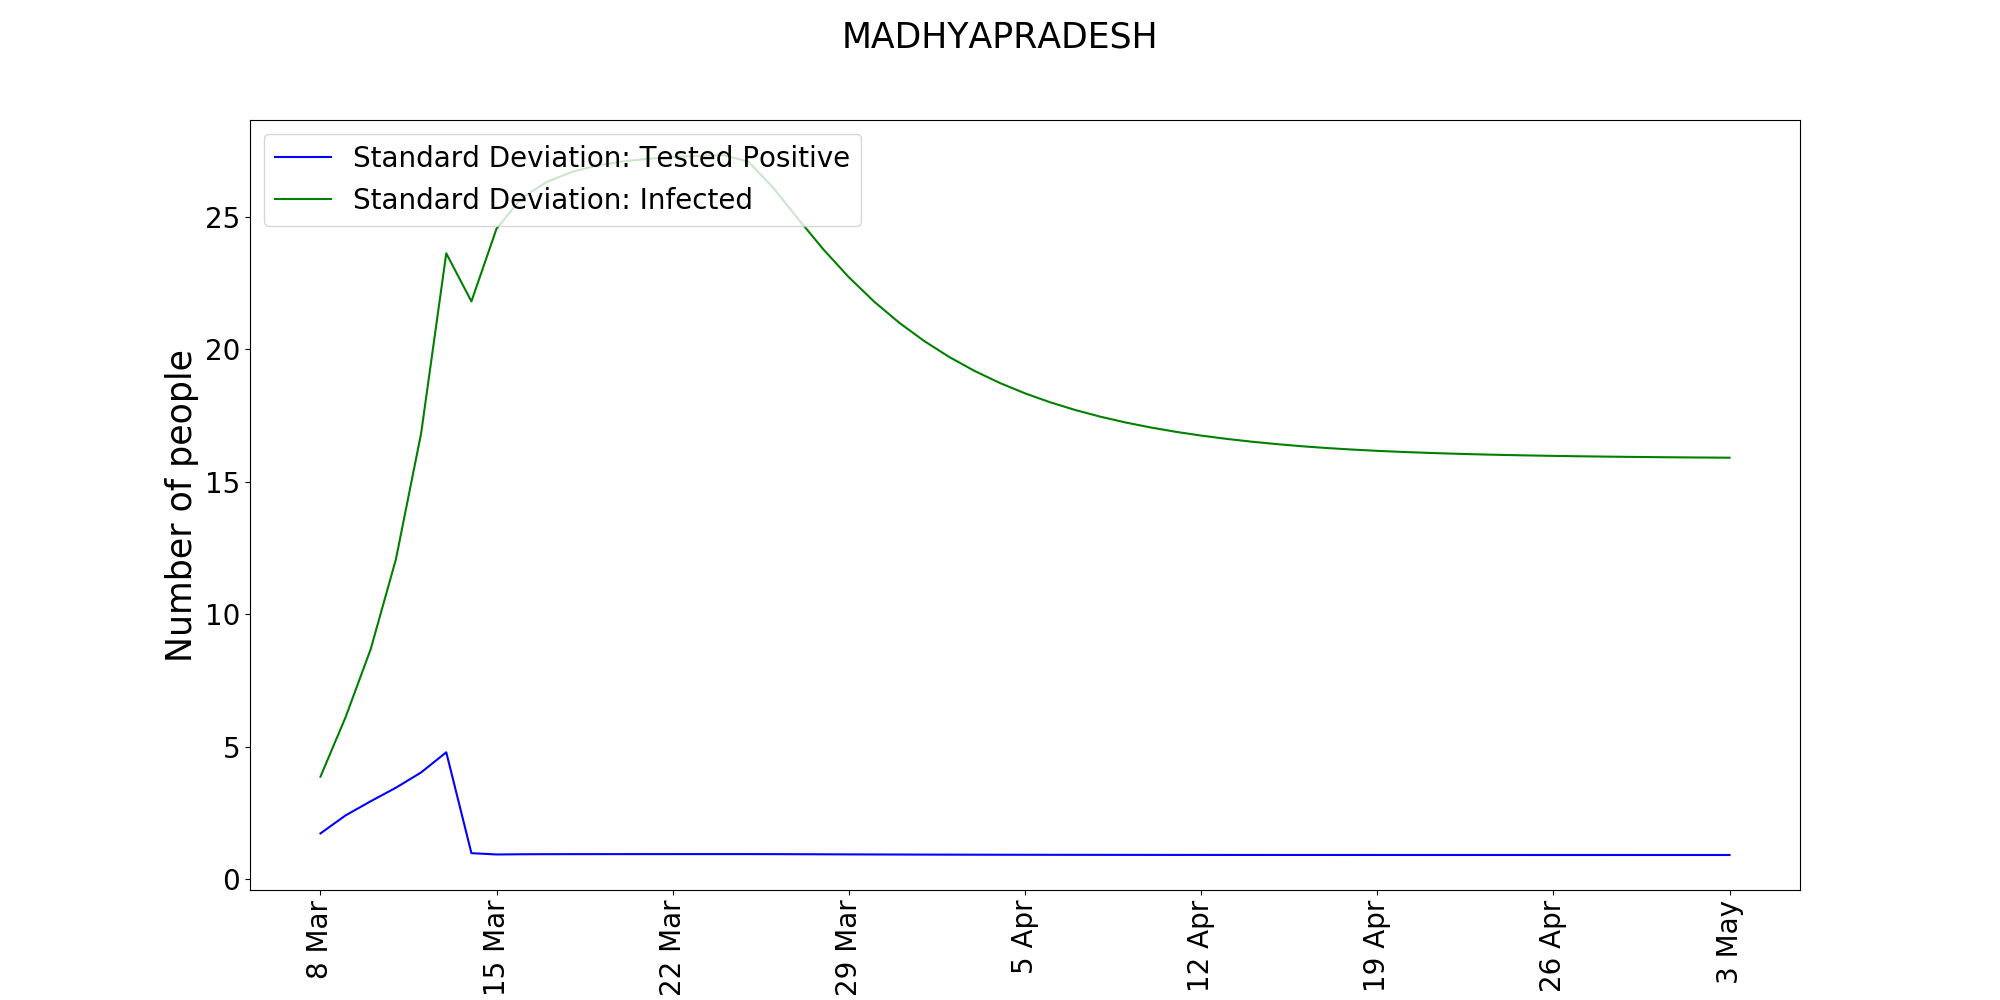 MADHYAPRADESH
Standard Deviation: Tested Positive
Standard Deviation: Infected
Number of people
25
20
15
10
5
0
8 Mar
15 Mar
22 Mar
29 Mar
5 Apr
12 Apr
19 Apr
26 Apr
3 May